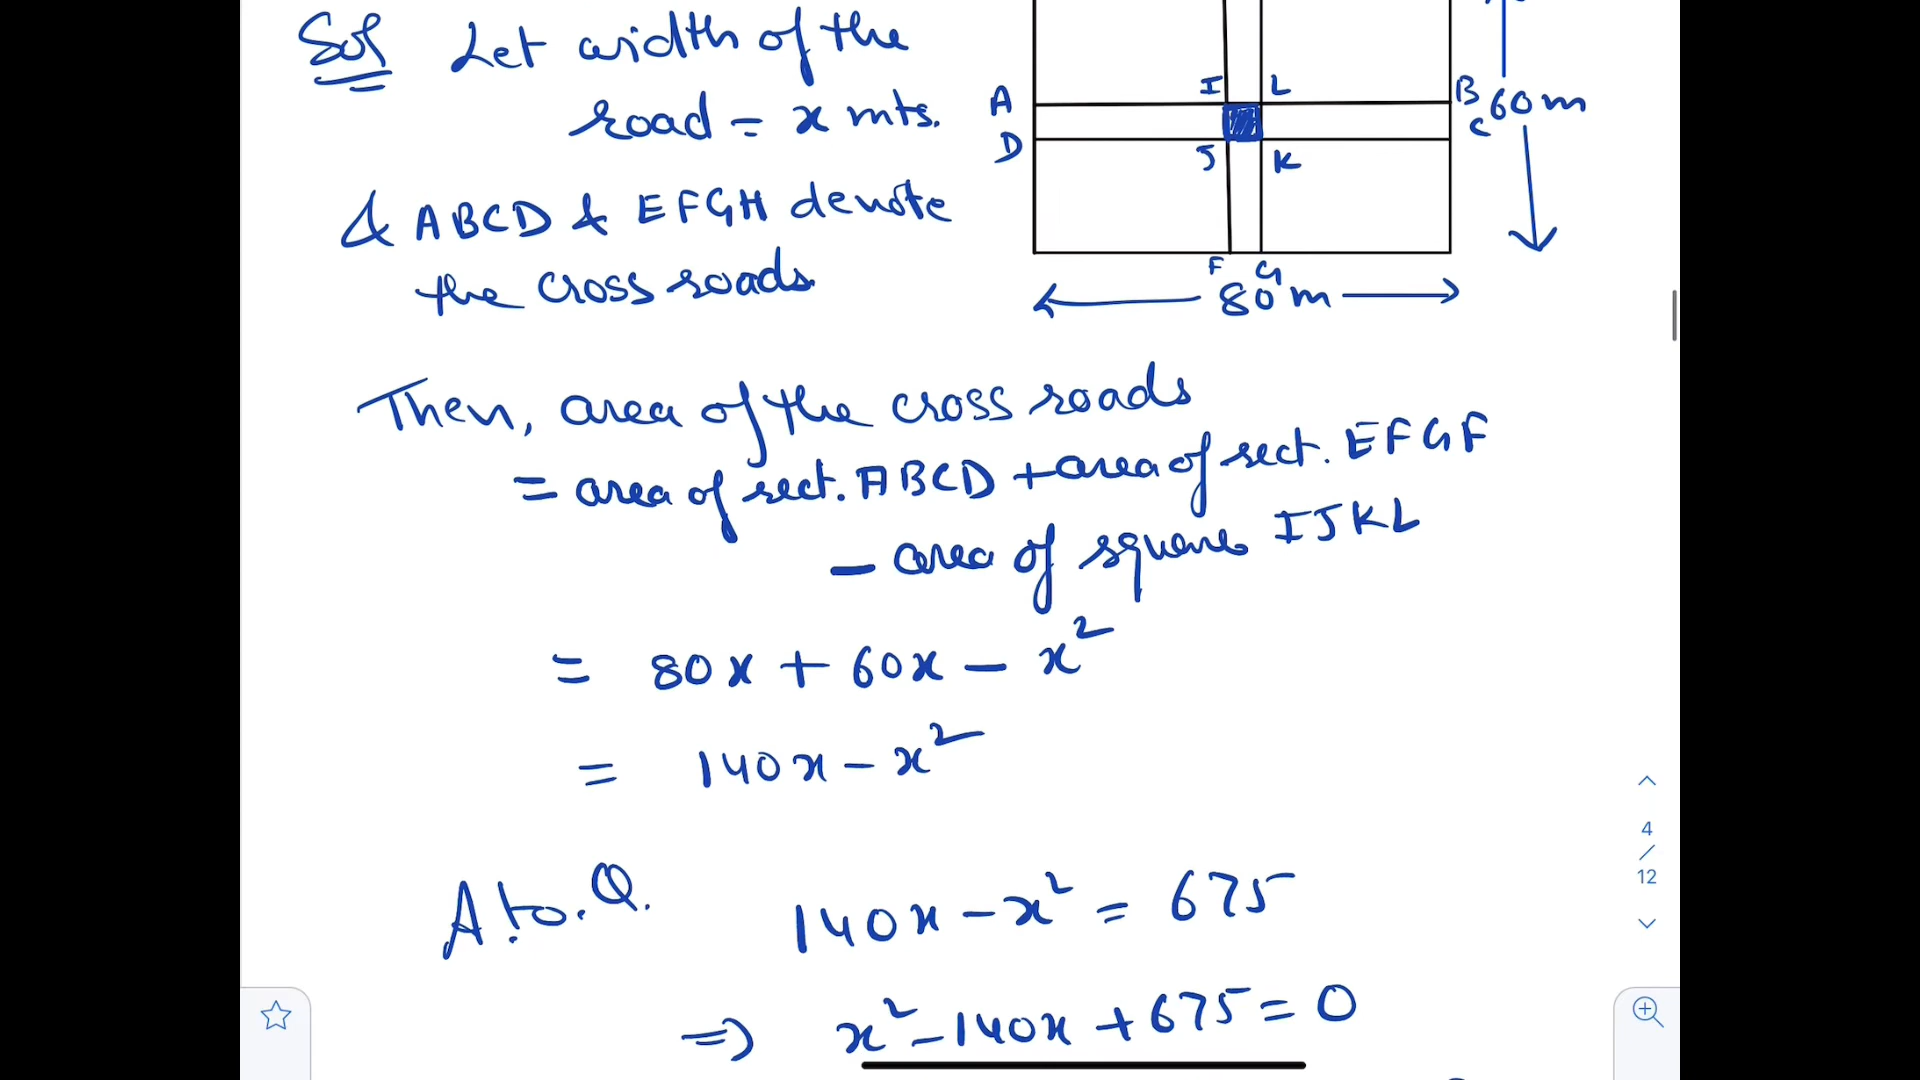 Sol Let width of the
road = x mts.
& ABCD & EFGH denote
the cross roads
I L
A B
60m
D C
J K
F G
80m
Then, area of the cross roads
= area of rect. ABCD + area of rect. EFGF
- area of square IJKL
= 80x + 60x - x²
= 140x - x²
A to. Q. 140x - x² = 675
⇒ x² - 140x + 675 = 0
4
/
12